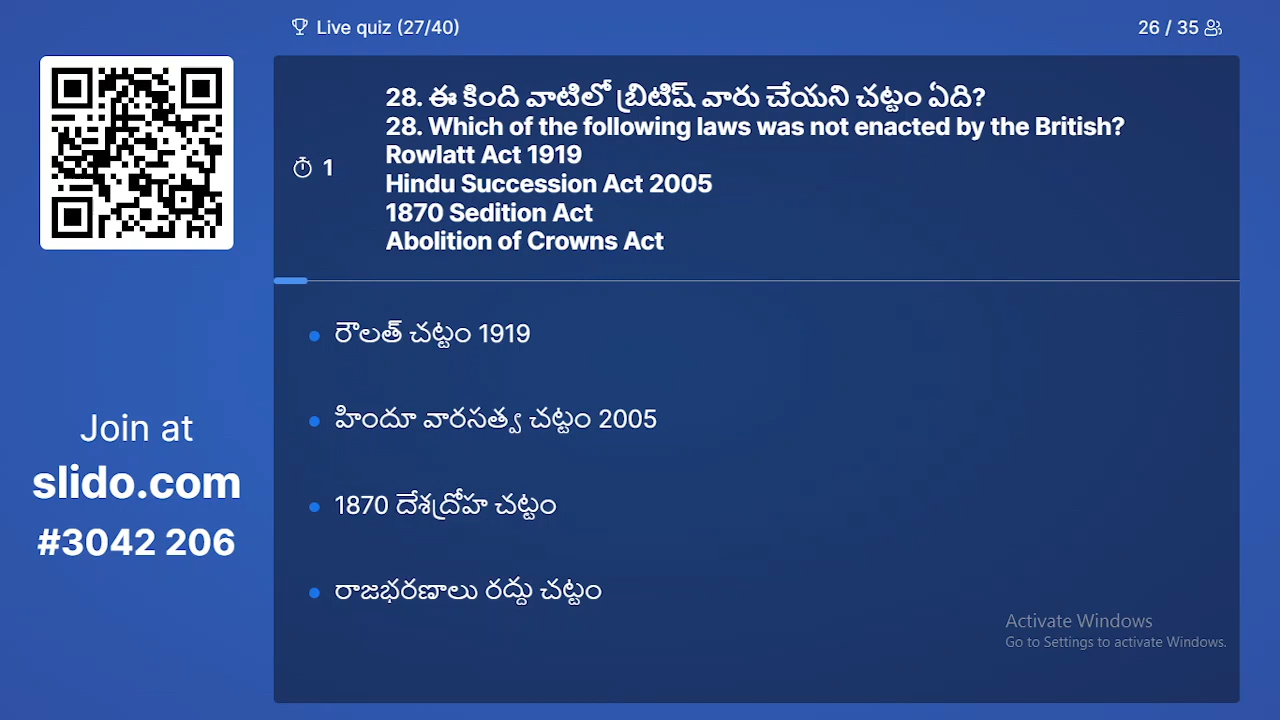 Live quiz (27/40)
26 / 35
28. ఈ కింది వాటిలో బ్రిటిష్ వారు చేయని చట్టం ఏది?
28. Which of the following laws was not enacted by the British?
Rowlatt Act 1919
Hindu Succession Act 2005
1870 Sedition Act
Abolition of Crowns Act
1
రౌలత్ చట్టం 1919
హిందూ వారసత్వ చట్టం 2005
1870 దేశద్రోహ చట్టం
రాజభరణాలు రద్దు చట్టం
Join at
slido.com
#3042 206
Activate Windows
Go to Settings to activate Windows.